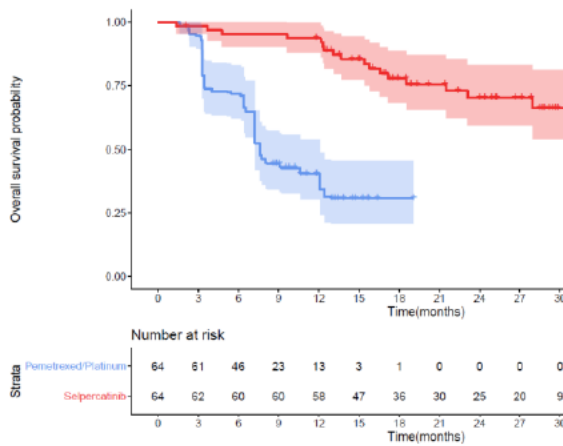 Overall survival probability
1.00
0.75
0.50
0.25
0.00
0 3 6 9 12 15 18 21 24 27 30
Time(months)
Number at risk
Strata
Pemetrexed/Platinum 64 61 46 23 13 3 1 0 0 0 0
Selpercatinib 64 62 60 60 58 47 36 30 25 20 9
0 3 6 9 12 15 18 21 24 27 30
Time(months)